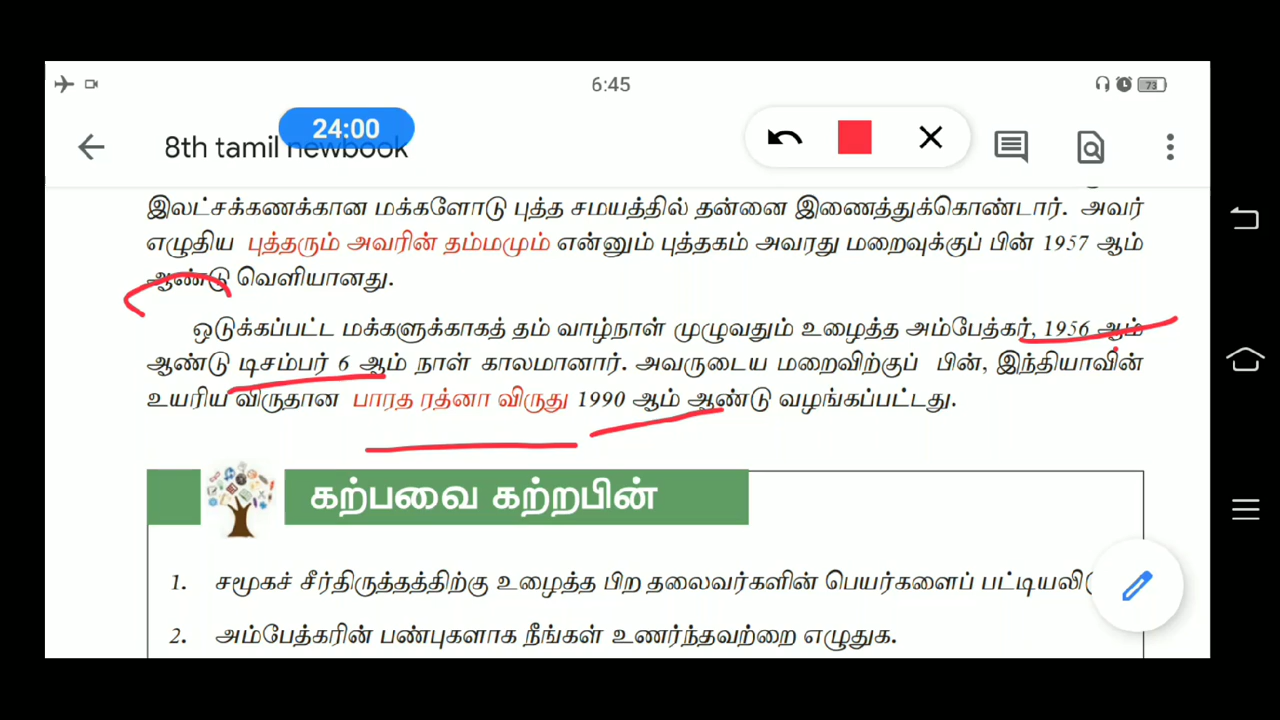 6:45
73
24:00
8th tamil newbook
இலட்சக்கணக்கான மக்களோடு புத்த சமயத்தில் தன்னை இணைத்துக்கொண்டார். அவர்
எழுதிய புத்தரும் அவரின் தம்மமும் என்னும் புத்தகம் அவரது மறைவுக்குப் பின் 1957 ஆம்
ஆண்டு வெளியானது.
ஒடுக்கப்பட்ட மக்களுக்காகத் தம் வாழ்நாள் முழுவதும் உழைத்த அம்பேத்கர், 1956 ஆம்
ஆண்டு டிசம்பர் 6 ஆம் நாள் காலமானார். அவருடைய மறைவிற்குப் பின், இந்தியாவின்
உயரிய விருதான பாரத ரத்னா விருது 1990 ஆம் ஆண்டு வழங்கப்பட்டது.
கற்பவை கற்றபின்
1. சமூகச் சீர்திருத்தத்திற்கு உழைத்த பிற தலைவர்களின் பெயர்களைப்
2. அம்பேத்கரின் பண்புகளாக நீங்கள் உணர்ந்தவற்றை எழுதுக.